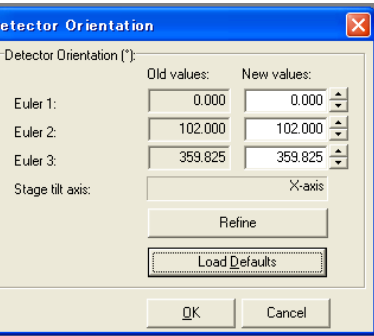 etector Orientation
Detector Orientation (°):
Old values: New values:
Euler 1: 0.000 0.000
Euler 2: 102.000 102.000
Euler 3: 359.825 359.825
Stage tilt axis: X-axis
Refine
Load Defaults
OK Cancel